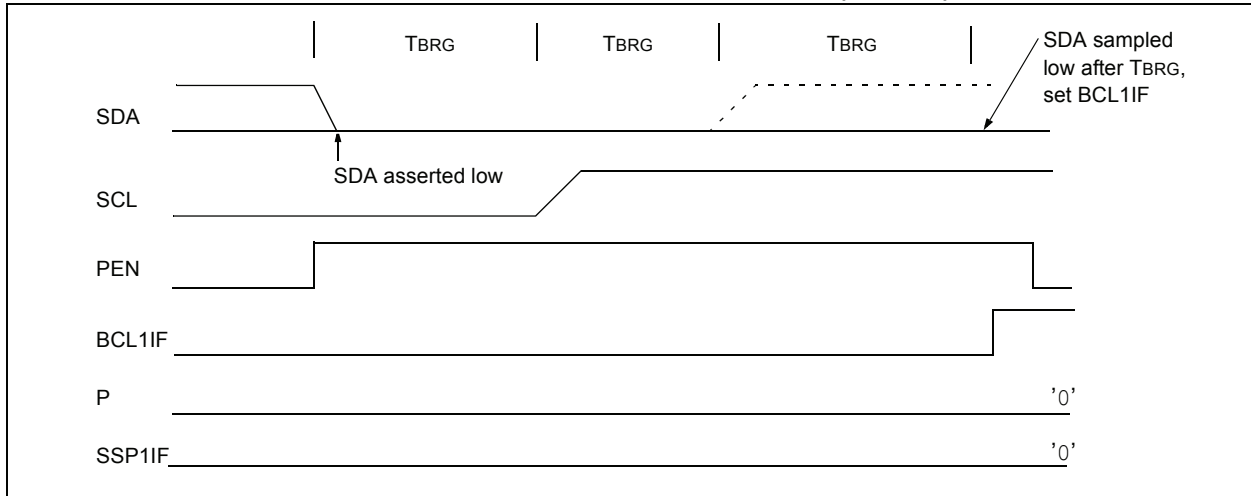 TBRG TBRG TBRG
SDA sampled
low after TBRG,
set BCL1IF
SDA
SDA asserted low
SCL
PEN
BCL1IF
P '0'
SSP1IF '0'